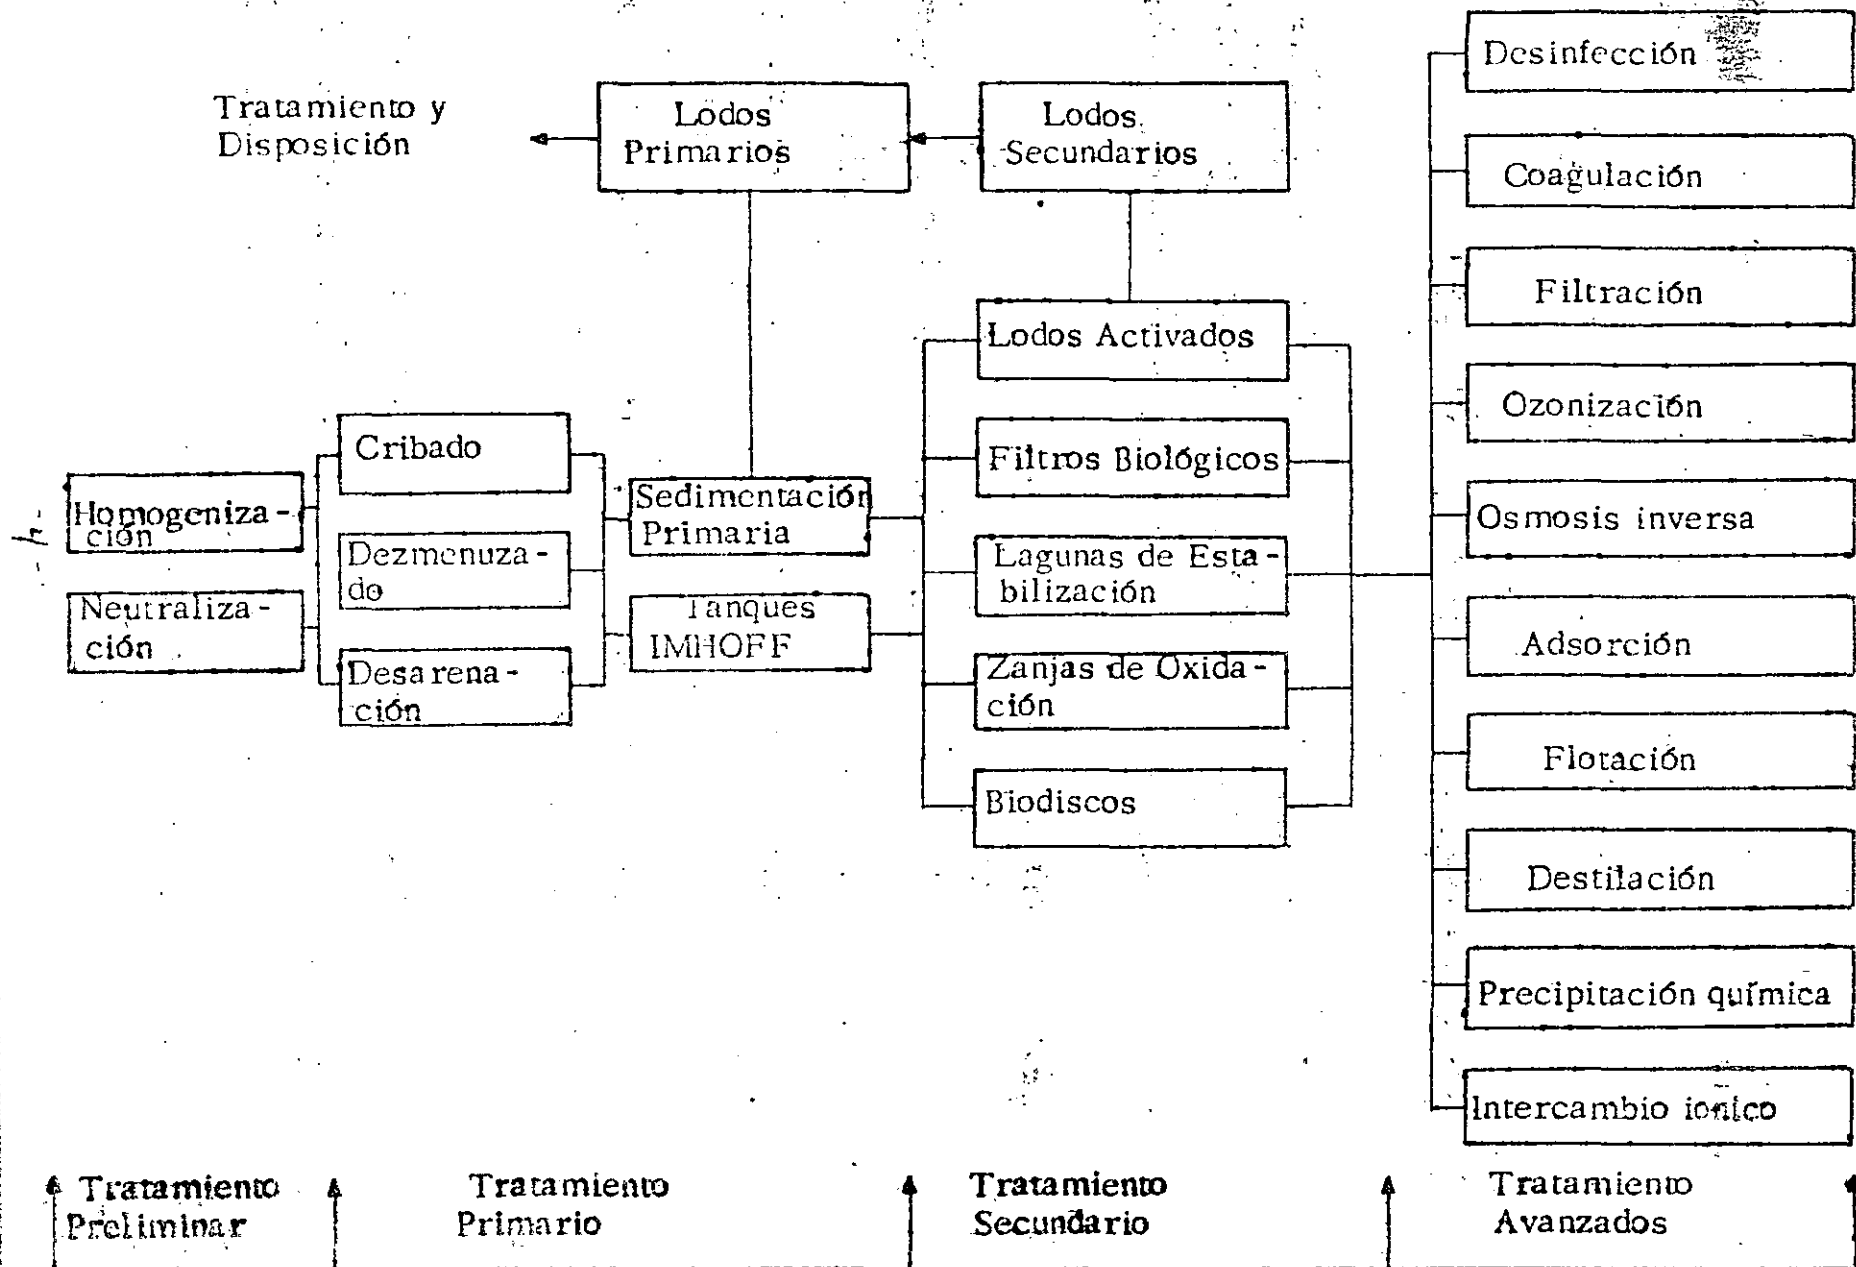 Tratamiento y
Disposición
Lodos
Primarios
Lodos
Secundarios
Homogeniza-
ción
Neutraliza-
ción
Cribado
Dezmenuza-
do
Desarena-
ción
Sedimentación
Primaria
Tanques
IMHOFF
Lodos Activados
Filtros Biológicos
Lagunas de Esta-
bilización
Zanjas de Oxida-
ción
Biodiscos
Desinfección
Coagulación
Filtración
Ozonización
Osmosis inversa
Adsorción
Flotación
Destilación
Precipitación química
Intercambio ionico
- 4 -
Tratamiento
Preliminar
Tratamiento
Primario
Tratamiento
Secundario
Tratamiento
Avanzados